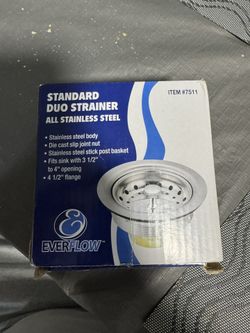 STANDARD
DUO STRAINER
ALL STAINLESS STEEL
ITEM #7511
• Stainless steel body
• Die cast slip joint nut
• Stainless steel stick post basket
• Fits sink with 3 1/2"
to 4" opening
• 4 1/2" flange
EVERFLOW™